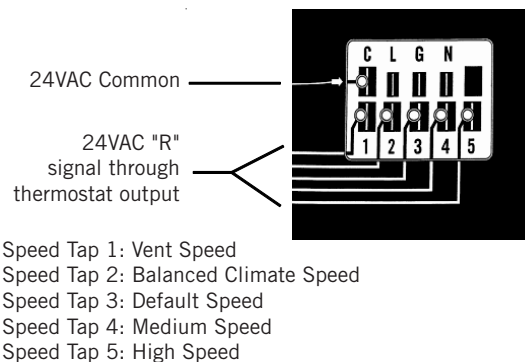 C L G N
24VAC Common
24VAC "R"
signal through
thermostat output
1 2 3 4 5
Speed Tap 1: Vent Speed
Speed Tap 2: Balanced Climate Speed
Speed Tap 3: Default Speed
Speed Tap 4: Medium Speed
Speed Tap 5: High Speed